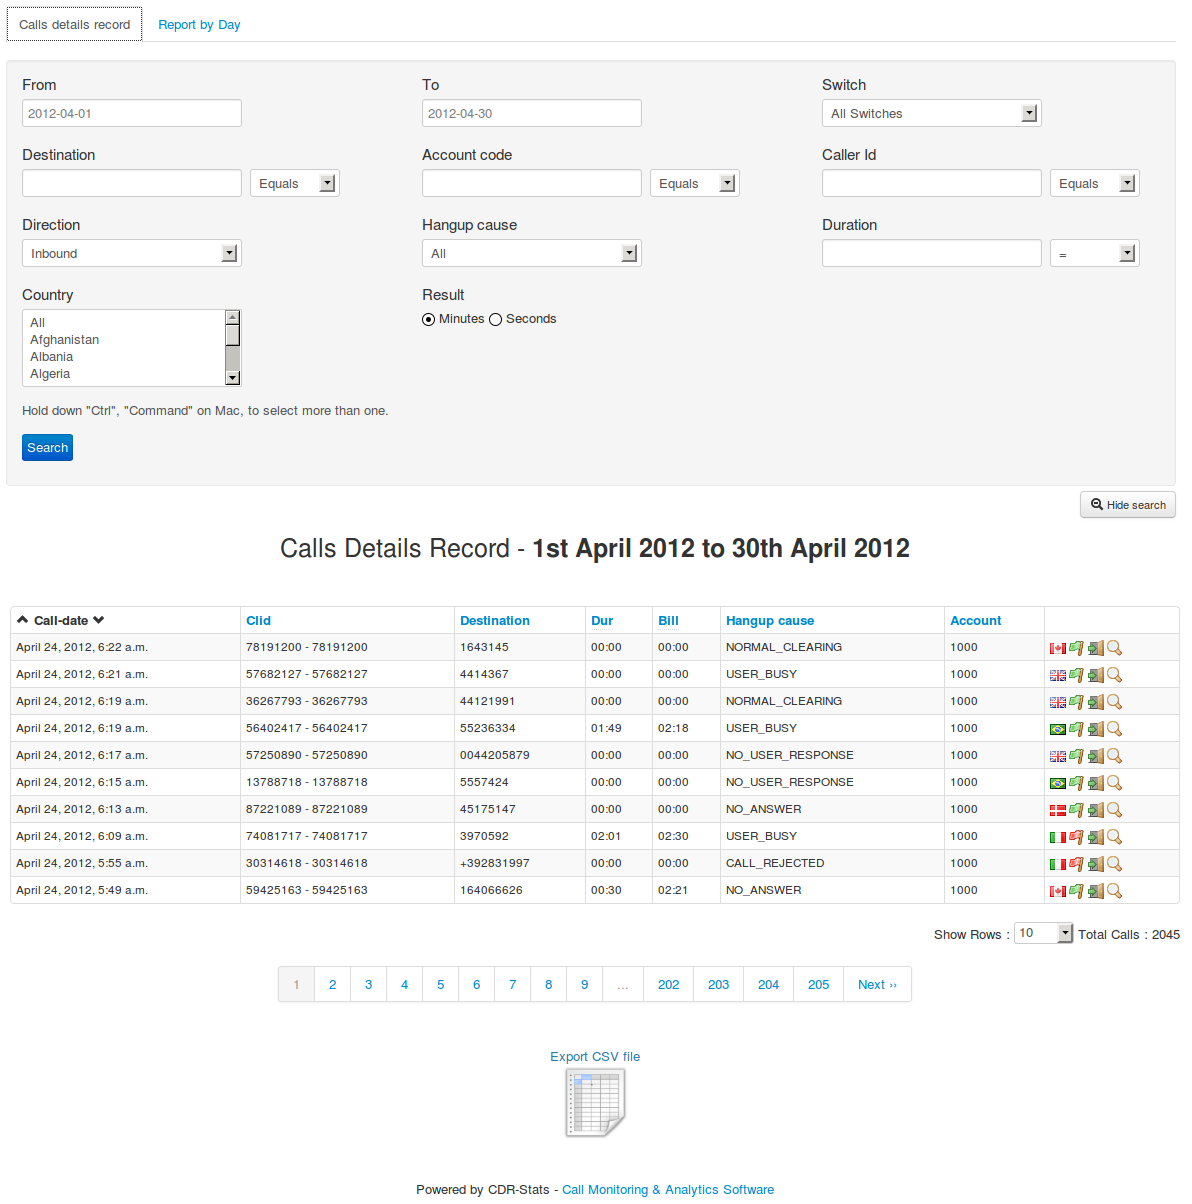 Calls details record Report by Day
From To Switch
2012-04-01 2012-04-30 All Switches
Destination Account code Caller Id
Equals Equals Equals
Direction Hangup cause Duration
Inbound All =
Country Result
Minutes Seconds
All
Afghanistan
Albania
Algeria
Hold down "Ctrl", "Command" on Mac, to select more than one.
Search
Hide search
Calls Details Record - 1st April 2012 to 30th April 2012
Call-date Clid Destination Dur Bill Hangup cause Account
April 24, 2012, 6:22 a.m. 78191200 - 78191200 1643145 00:00 00:00 NORMAL_CLEARING 1000
April 24, 2012, 6:21 a.m. 57682127 - 57682127 4414367 00:00 00:00 USER_BUSY 1000
April 24, 2012, 6:19 a.m. 36267793 - 36267793 44121991 00:00 00:00 NORMAL_CLEARING 1000
April 24, 2012, 6:19 a.m. 56402417 - 56402417 55236334 01:49 02:18 USER_BUSY 1000
April 24, 2012, 6:17 a.m. 57250890 - 57250890 0044205879 00:00 00:00 NO_USER_RESPONSE 1000
April 24, 2012, 6:15 a.m. 13788718 - 13788718 5557424 00:00 00:00 NO_USER_RESPONSE 1000
April 24, 2012, 6:13 a.m. 87221089 - 87221089 45175147 00:00 00:00 NO_ANSWER 1000
April 24, 2012, 6:09 a.m. 74081717 - 74081717 3970592 02:01 02:30 USER_BUSY 1000
April 24, 2012, 5:55 a.m. 30314618 - 30314618 +392831997 00:00 00:00 CALL_REJECTED 1000
April 24, 2012, 5:49 a.m. 59425163 - 59425163 164066626 00:30 02:21 NO_ANSWER 1000
Show Rows : 10 Total Calls : 2045
1 2 3 4 5 6 7 8 9 ... 202 203 204 205 Next ››
Export CSV file
Powered by CDR-Stats - Call Monitoring & Analytics Software